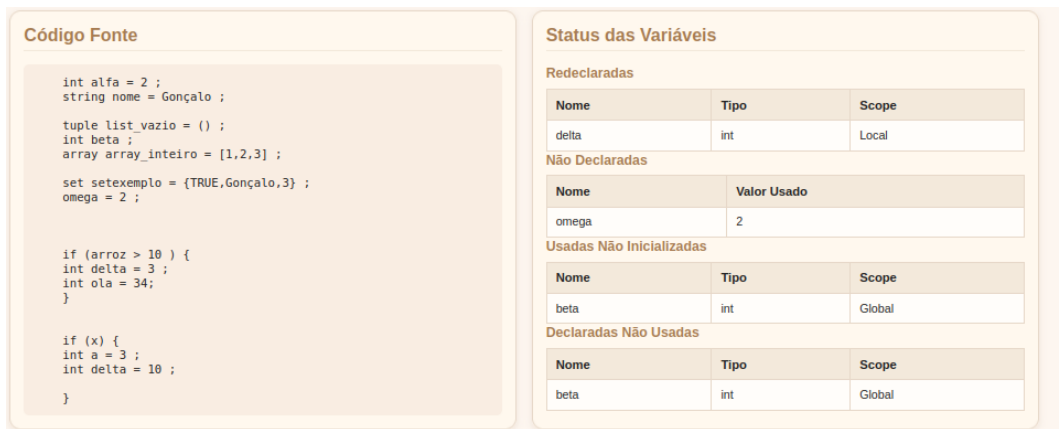 Código Fonte
int alfa = 2 ;
string nome = Gonçalo ;
tuple list_vazio = () ;
int beta ;
array array_inteiro = [1,2,3] ;
set setexemplo = {TRUE,Gonçalo,3} ;
omega = 2 ;
if (arroz > 10 ) {
int delta = 3 ;
int ola = 34;
}
if (x) {
int a = 3 ;
int delta = 10 ;
}
Status das Variáveis
Redeclaradas
Nome Tipo Scope
delta int Local
Não Declaradas
Nome Valor Usado
omega 2
Usadas Não Inicializadas
Nome Tipo Scope
beta int Global
Declaradas Não Usadas
Nome Tipo Scope
beta int Global